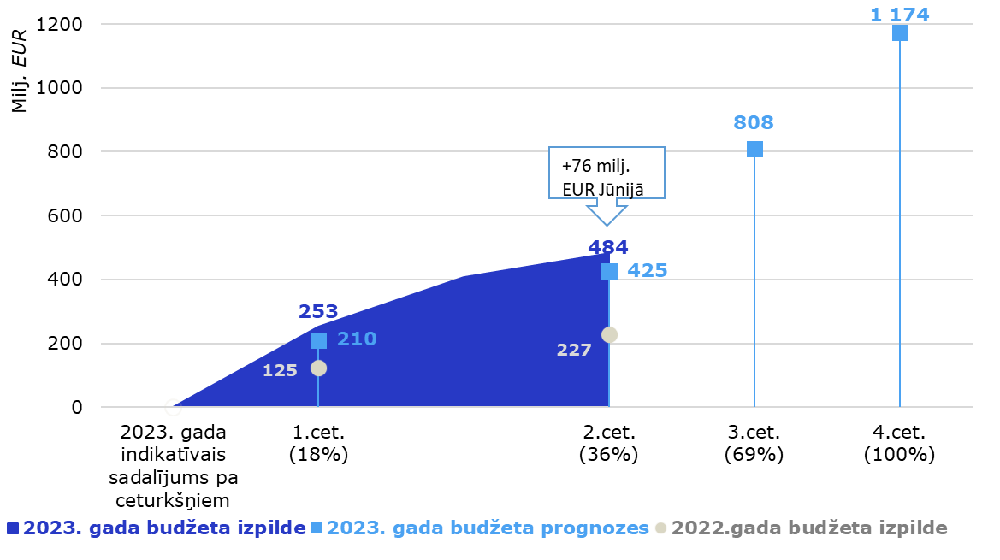 Milj. EUR
1200
1000
800
600
400
200
0
1 174
808
+76 milj.
EUR Jūnijā
484
425
253
210
125
227
2023. gada
indikatīvais
sadalījums pa
ceturkšņiem
1.cet.
(18%)
2.cet.
(36%)
3.cet.
(69%)
4.cet.
(100%)
2023. gada budžeta izpilde
2023. gada budžeta prognozes
2022.gada budžeta izpilde